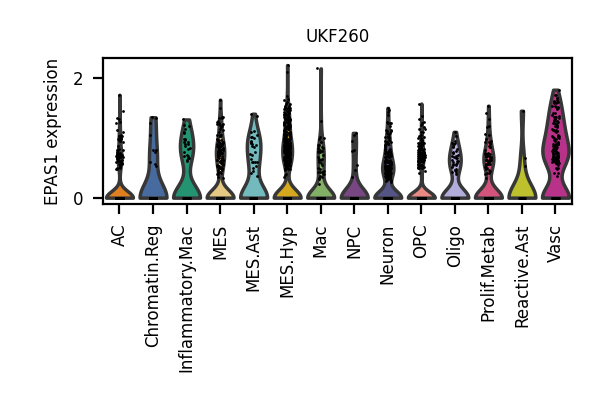 UKF260
EPAS1 expression
2
0
AC
Chromatin.Reg
Inflammatory.Mac
MES
MES.Ast
MES.Hyp
Mac
NPC
Neuron
OPC
Oligo
Prolif.Metab
Reactive.Ast
Vasc